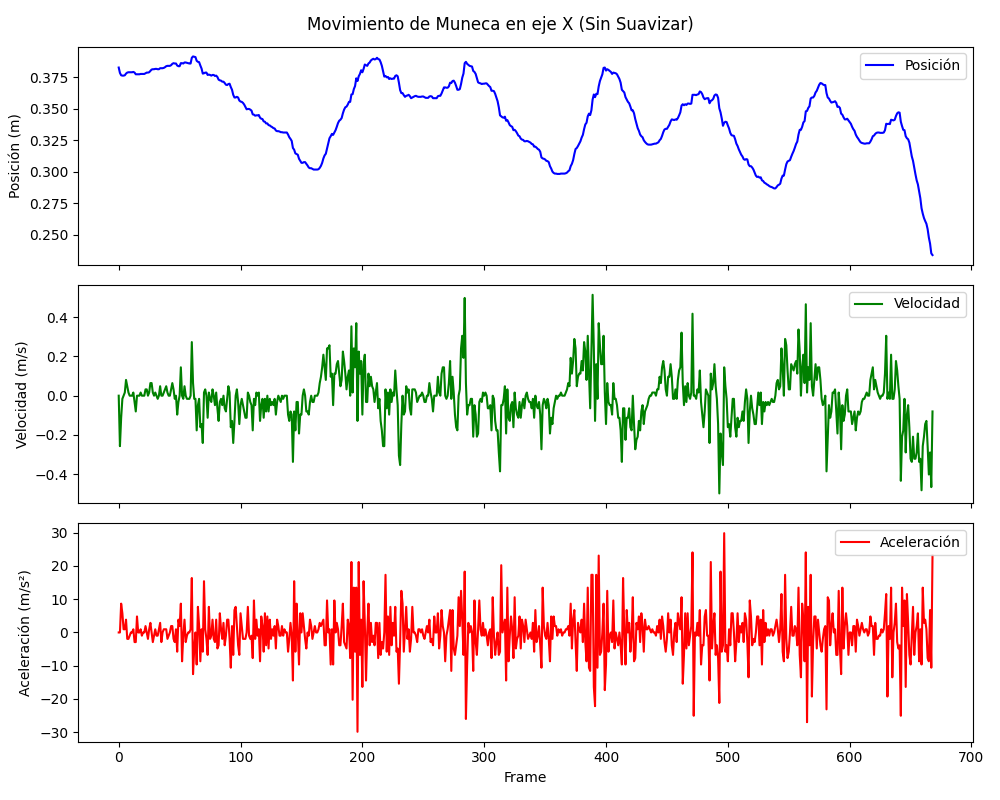 Movimiento de Muneca en eje X (Sin Suavizar)
Posición (m)
0.375
0.350
0.325
0.300
0.275
0.250
Posición
Velocidad (m/s)
0.4
0.2
0.0
−0.2
−0.4
Velocidad
Aceleración (m/s²)
30
20
10
0
−10
−20
−30
Aceleración
0 100 200 300 400 500 600 700
Frame